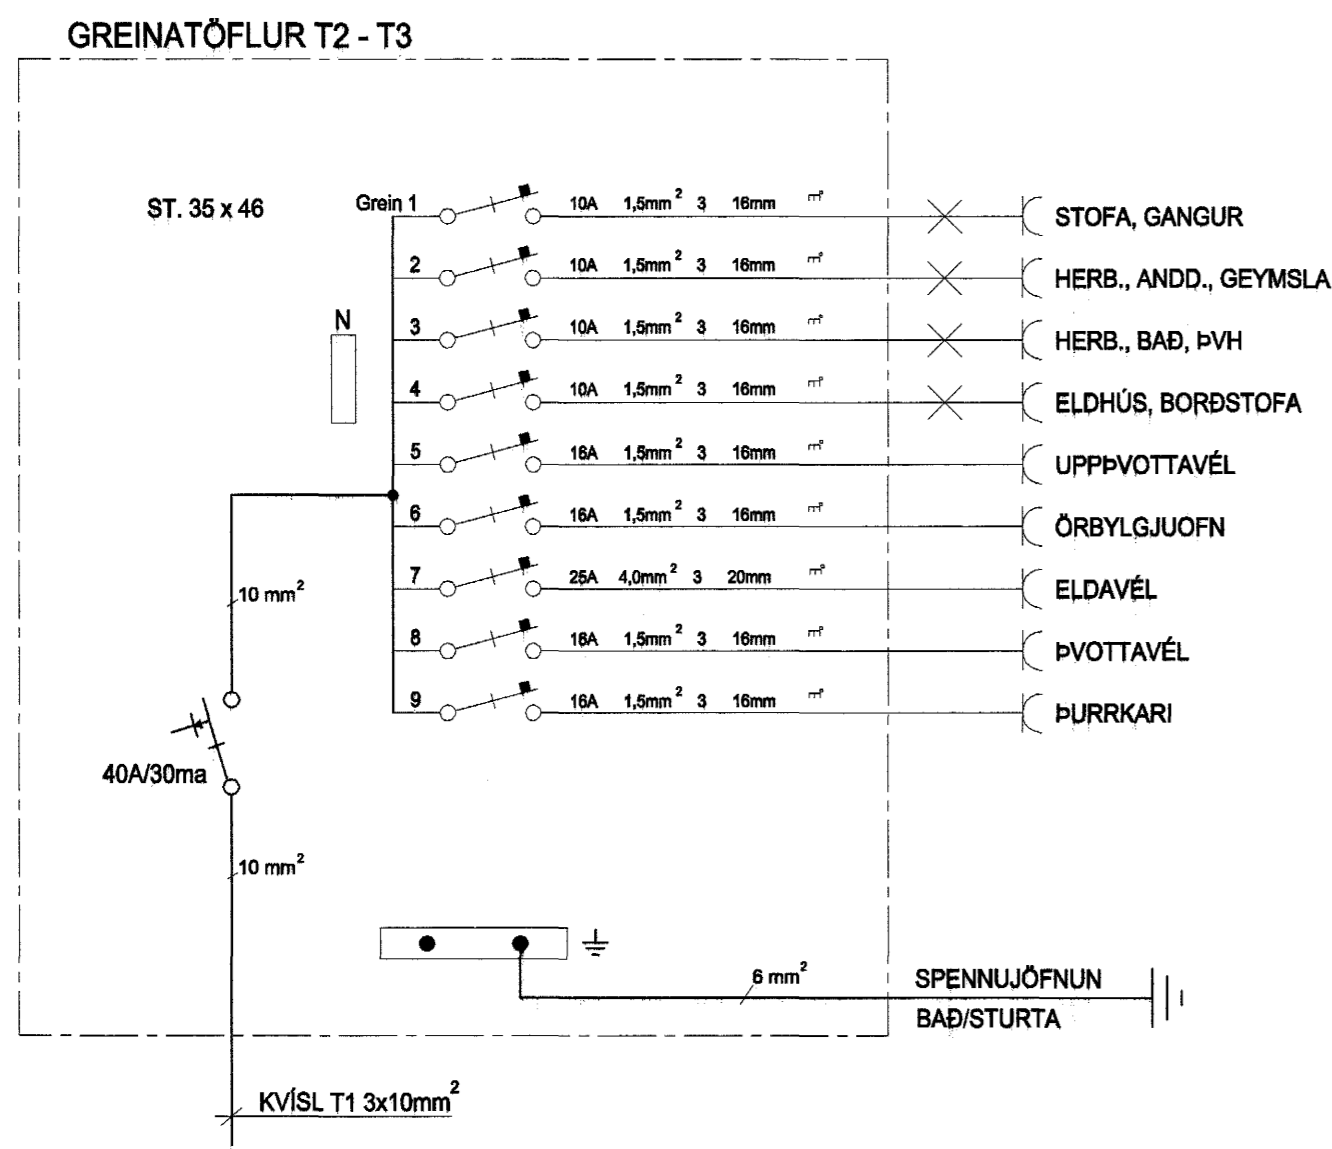 GREINATÖFLUR T2 - T3
ST. 35 x 46
Grein 1 10A 1,5mm² 3 16mm STOFA, GANGUR
2 10A 1,5mm² 3 16mm HERB., ANDD., GEYMSLA
N
3 10A 1,5mm² 3 16mm HERB., BAÐ, ÞVH
4 10A 1,5mm² 3 16mm ELDHÚS, BORÐSTOFA
5 16A 1,5mm² 3 16mm UPPÞVOTTAVÉL
6 16A 1,5mm² 3 16mm ÖRBYLGJUOFN
7 25A 4,0mm² 3 20mm ELDAVÉL
10 mm²
8 16A 1,5mm² 3 16mm ÞVOTTAVÉL
9 16A 1,5mm² 3 16mm ÞURRKARI
40A/30ma
10 mm²
6 mm² SPENNUJÖFNUN
BAÐ/STURTA
KVÍSL T1 3x10mm²